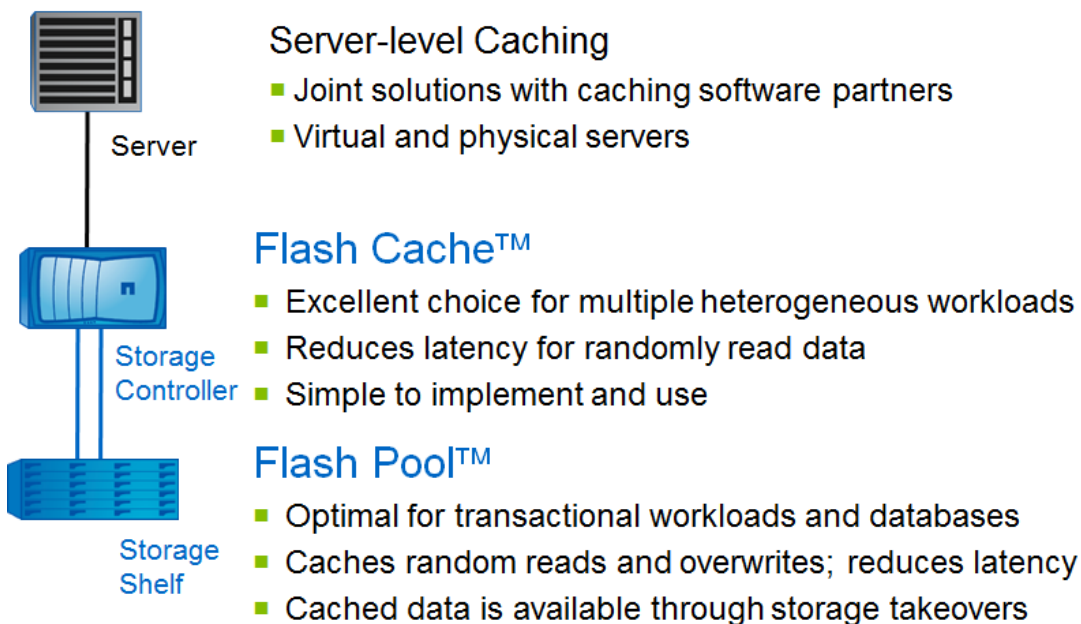 Server-level Caching
Joint solutions with caching software partners
Virtual and physical servers
Server
Flash Cache™
Excellent choice for multiple heterogeneous workloads
Reduces latency for randomly read data
Simple to implement and use
Storage
Controller
Flash Pool™
Optimal for transactional workloads and databases
Caches random reads and overwrites; reduces latency
Cached data is available through storage takeovers
Storage
Shelf